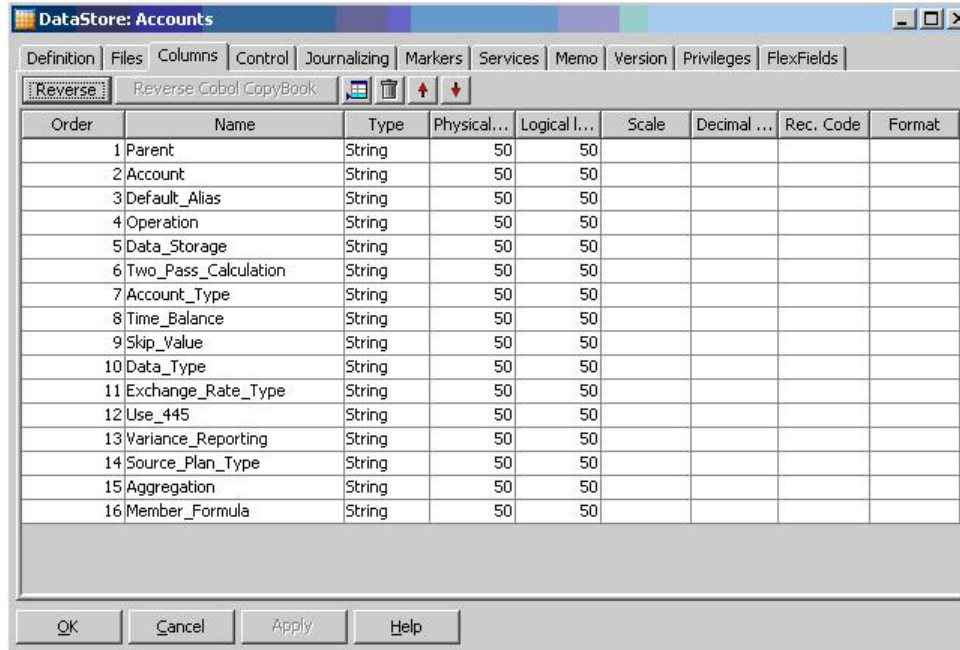 DataStore: Accounts
Definition Files Columns Control Journalizing Markers Services Memo Version Privileges FlexFields
Reverse Reverse Cobol CopyBook
Order Name Type Physical... Logical l... Scale Decimal ... Rec. Code Format
1 Parent String 50 50
2 Account String 50 50
3 Default_Alias String 50 50
4 Operation String 50 50
5 Data_Storage String 50 50
6 Two_Pass_Calculation String 50 50
7 Account_Type String 50 50
8 Time_Balance String 50 50
9 Skip_Value String 50 50
10 Data_Type String 50 50
11 Exchange_Rate_Type String 50 50
12 Use_445 String 50 50
13 Variance_Reporting String 50 50
14 Source_Plan_Type String 50 50
15 Aggregation String 50 50
16 Member_Formula String 50 50
OK Cancel Apply Help